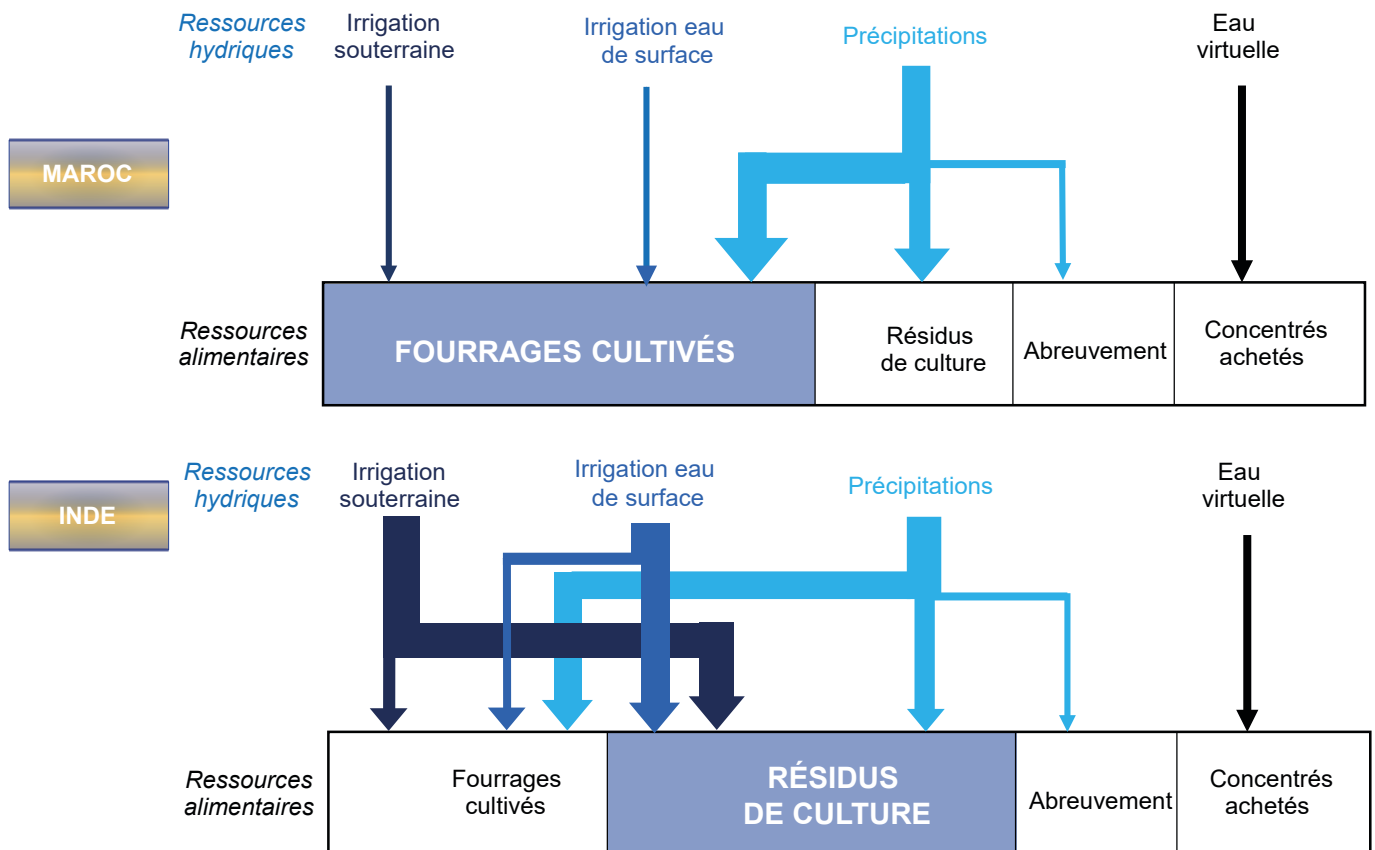 Ressources
hydriques
Irrigation
souterraine
Irrigation eau
de surface
Précipitations
Eau
virtuelle
MAROC
Ressources
alimentaires
FOURRAGES CULTIVÉS
Résidus
de culture
Abreuvement
Concentrés
achetés
Ressources
hydriques
Irrigation
souterraine
Irrigation eau
de surface
Précipitations
Eau
virtuelle
INDE
Ressources
alimentaires
Fourrages
cultivés
RÉSIDUS
DE CULTURE
Abreuvement
Concentrés
achetés